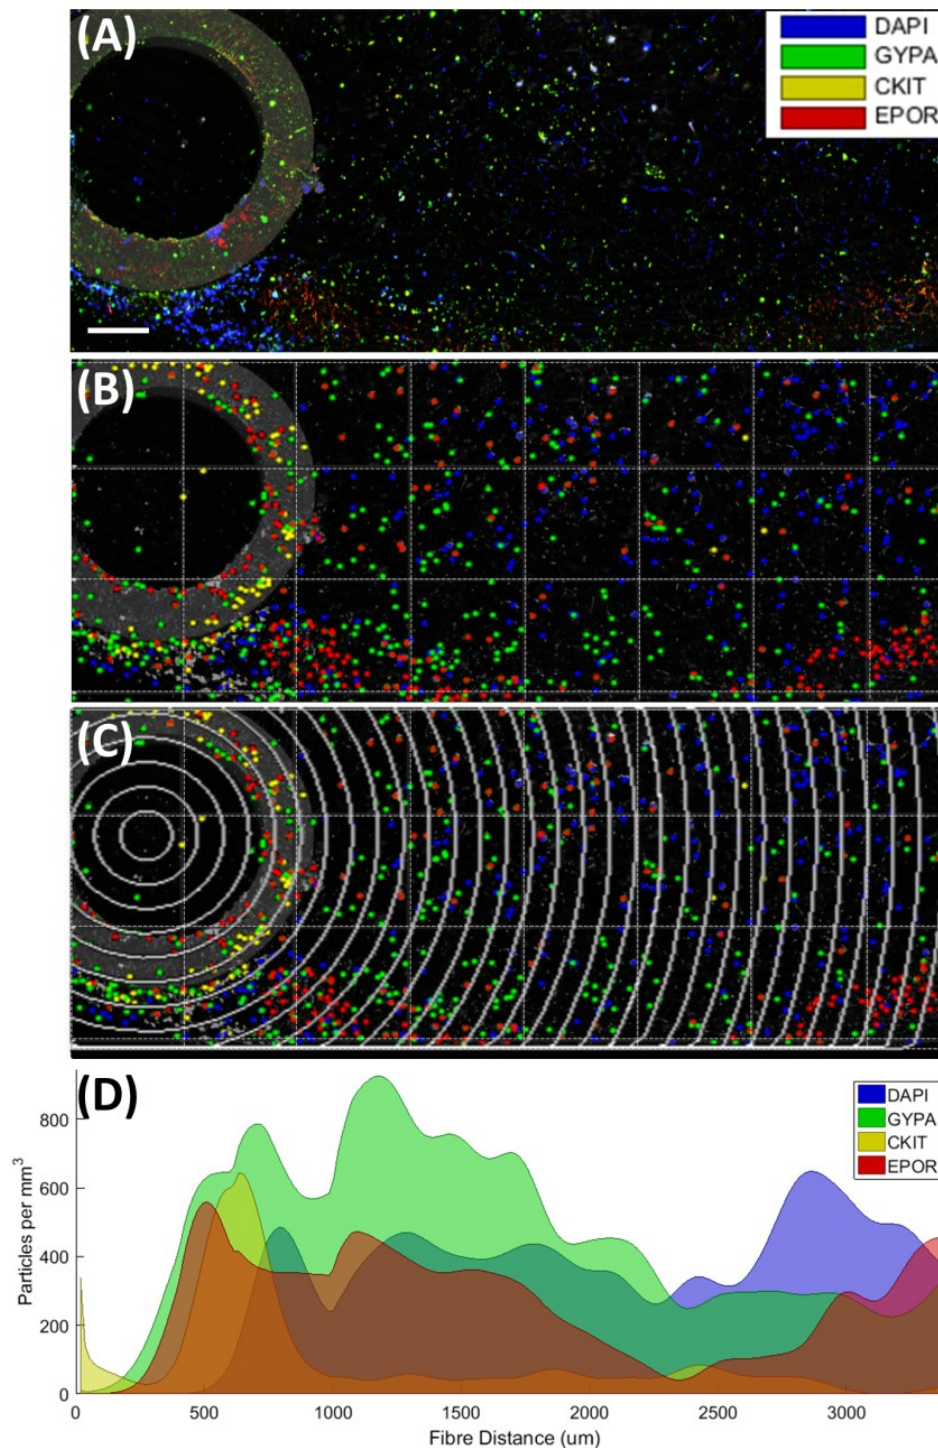 (A)
DAPI
GYPA
CKIT
EPOR
(B)
(C)
(D)
DAPI
GYPA
CKIT
EPOR
Particles per mm³
800
600
400
200
0
0 500 1000 1500 2000 2500 3000
Fibre Distance (um)